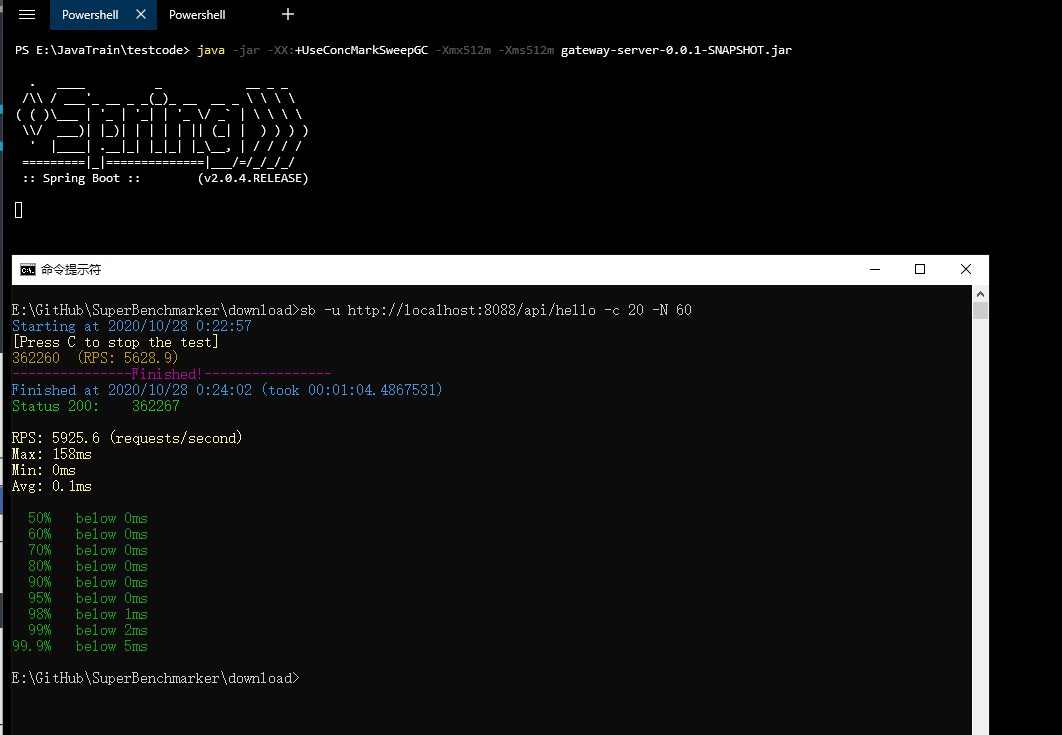 Powershell Powershell
PS E:\JavaTrain\testcode> java -jar -XX:+UseConcMarkSweepGC -Xmx512m -Xms512m gateway-server-0.0.1-SNAPSHOT.jar
  .   ____          _            __ _ _
 /\\ / ___'_ __ _ _(_)_ __  __ _ \ \ \ \
( ( )\___ | '_ | '_| | '_ \/ _` | \ \ \ \
 \\/  ___)| |_)| | | | | || (_| |  ) ) ) )
  '  |____| .__|_| |_|_| |_\__, | / / / /
 =========|_|==============|___/=/_/_/_/
 :: Spring Boot ::        (v2.0.4.RELEASE)
命令提示符
E:\GitHub\SuperBenchmarker\download>sb -u http://localhost:8088/api/hello -c 20 -N 60
Starting at 2020/10/28 0:22:57
[Press C to stop the test]
362260  (RPS: 5628.9)
---------------Finished!----------------
Finished at 2020/10/28 0:24:02 (took 00:01:04.4867531)
Status 200:    362267
RPS: 5925.6 (requests/second)
Max: 158ms
Min: 0ms
Avg: 0.1ms
  50%   below 0ms
  60%   below 0ms
  70%   below 0ms
  80%   below 0ms
  90%   below 0ms
  95%   below 0ms
  98%   below 1ms
  99%   below 2ms
99.9%   below 5ms
E:\GitHub\SuperBenchmarker\download>